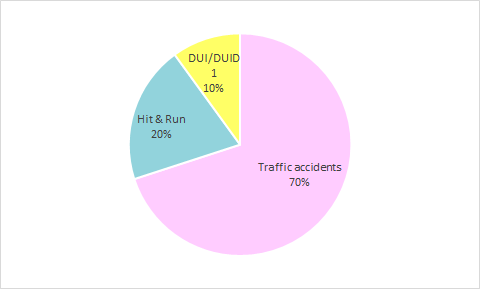 DUI/DUID
1
10%
Hit & Run
20%
Traffic accidents
70%